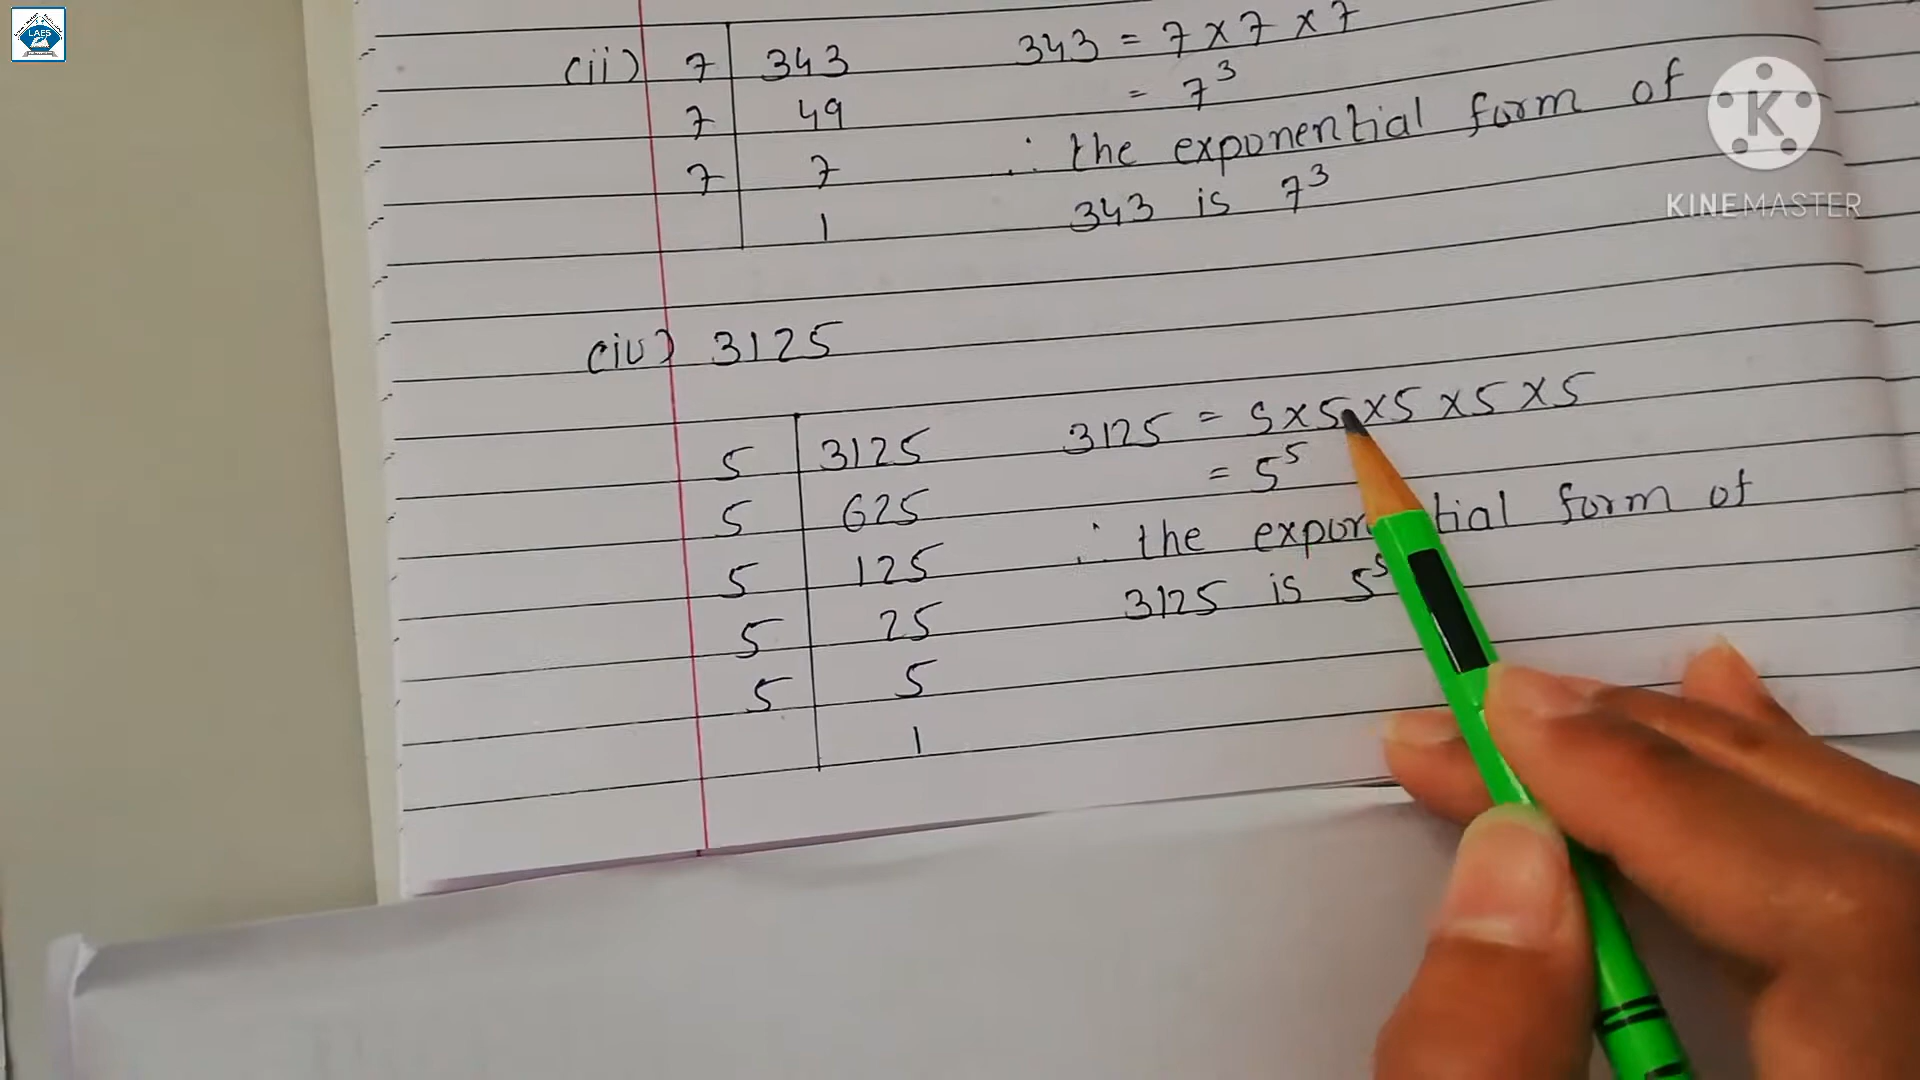 LAES
(ii) 7 | 343 343 = 7 × 7 × 7
7 | 49 = 7³
7 | 7 ∴ the exponential form of
1 343 is 7³
KINEMASTER
(iv) 3125
5 | 3125 3125 = 5×5×5×5×5
5 | 625 = 5⁵
5 | 125 ∴ the expon tial form of
5 | 25 3125 is 5⁵
5 | 5
1